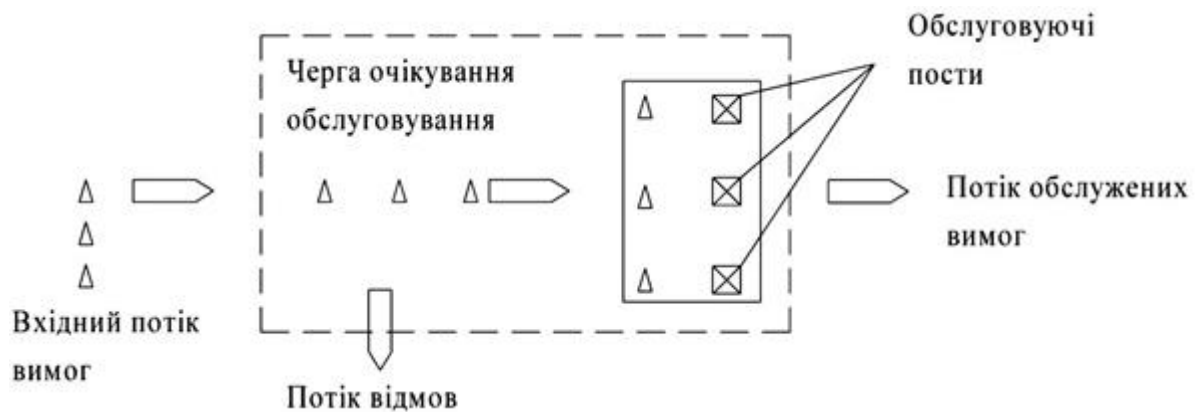 Обслуговуючі
пости
Черга очікування
обслуговування
Потік обслужених
вимог
Вхідний потік
вимог
Потік відмов